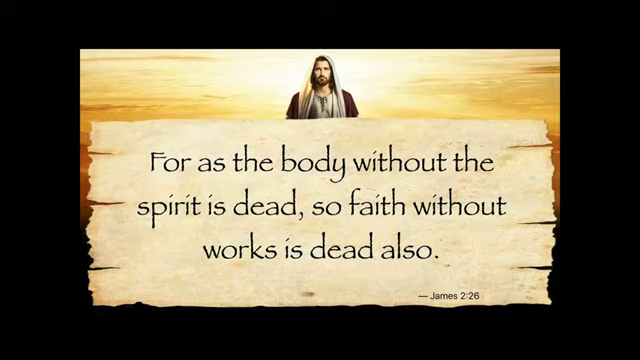 For as the body without the
spirit is dead, so faith without
works is dead also.
— James 2:26